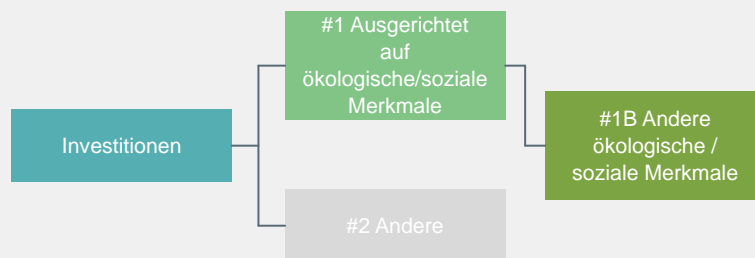 #1 Ausgerichtet
auf
ökologische/soziale
Merkmale
Investitionen
#1B Andere
ökologische /
soziale Merkmale
#2 Andere